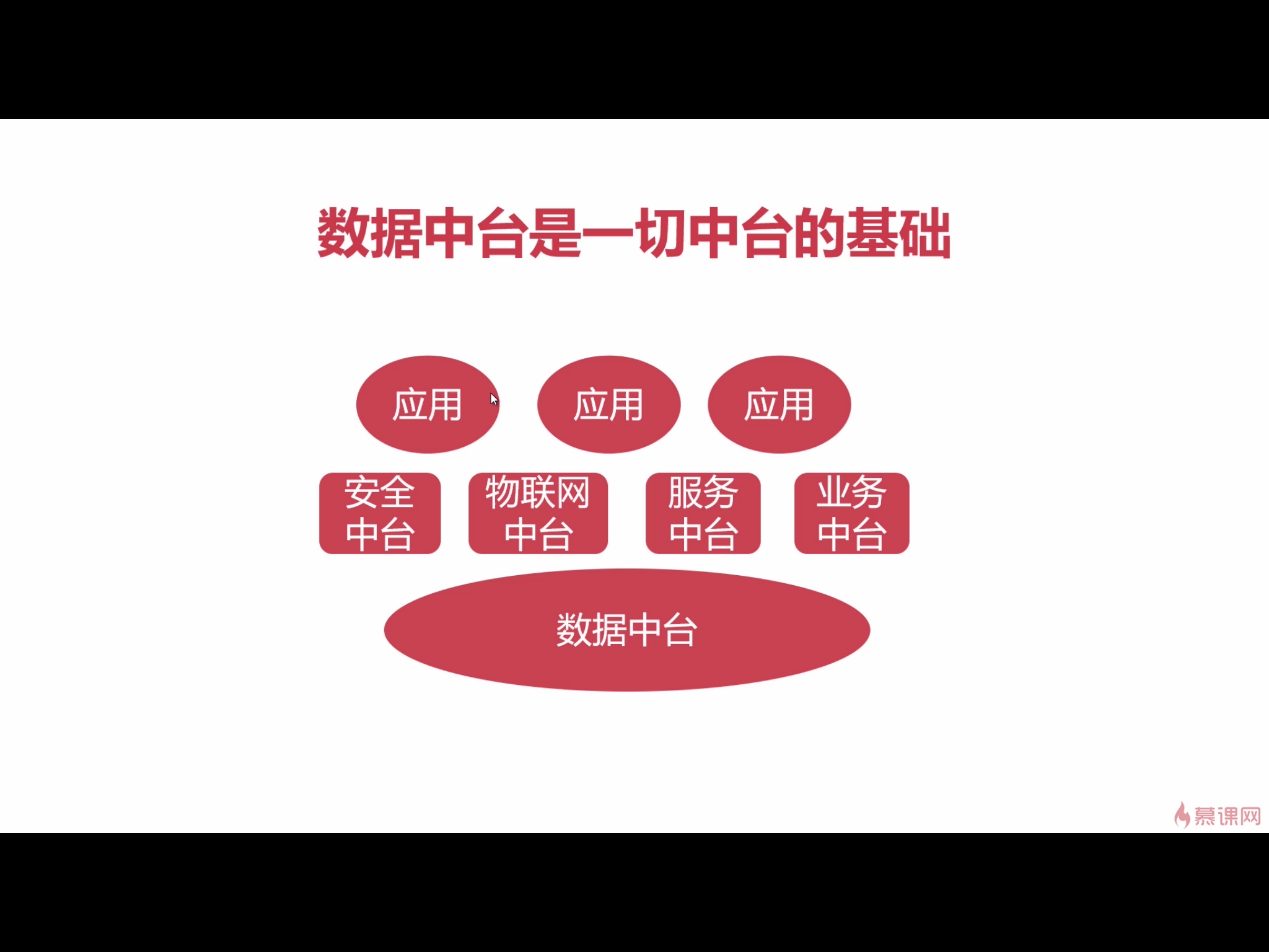 数据中台是一切中台的基础
应用
应用
应用
安全
中台
物联网
中台
服务
中台
业务
中台
数据中台
慕课网